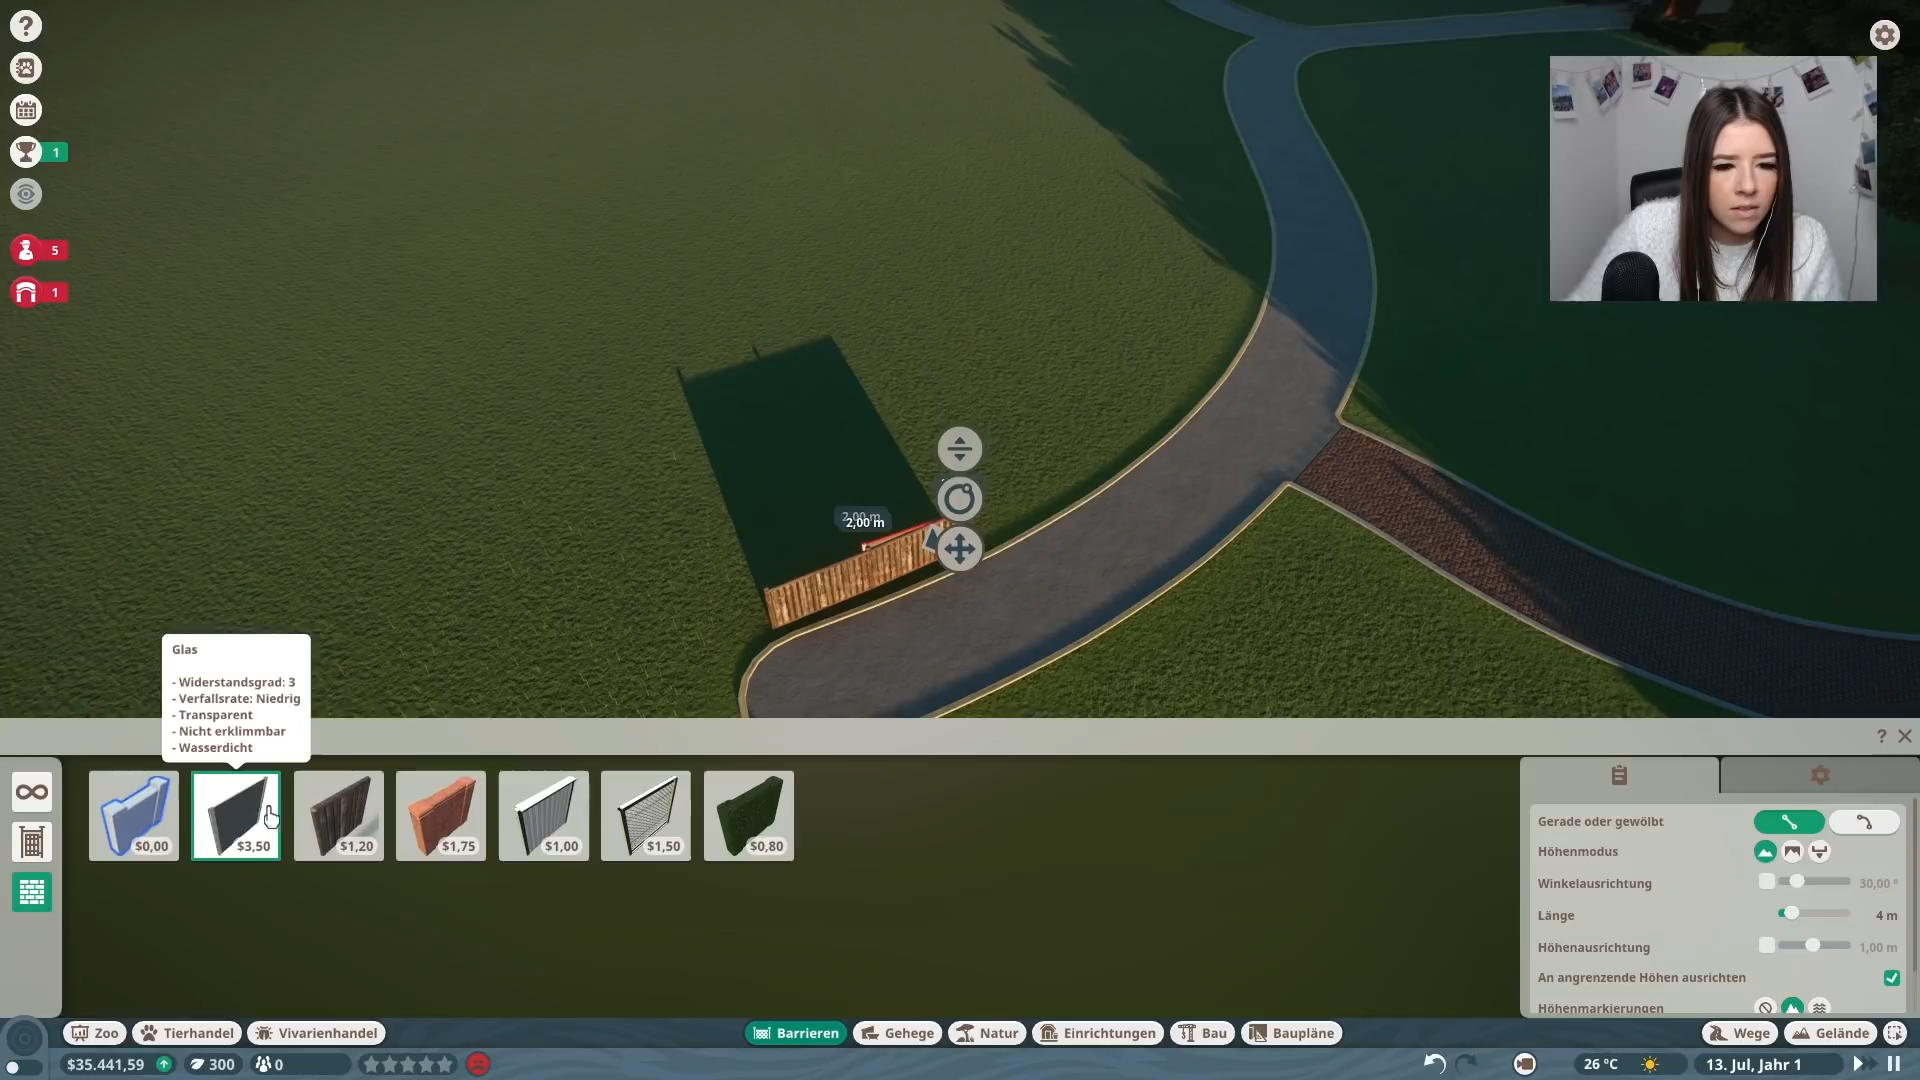 ?
1
5
1
2,00 m
2,00 m
Glas
- Widerstandsgrad: 3
- Verfallsrate: Niedrig
- Transparent
- Nicht erklimmbar
- Wasserdicht
?
$0,00
$3,50
$1,20
$1,75
$1,00
$1,50
$0,80
Gerade oder gewölbt
Höhenmodus
Winkelausrichtung 30,00 °
Länge 4 m
Höhenausrichtung 1,00 m
An angrenzende Höhen ausrichten
Höhenmarkierungen
Zoo Tierhandel Vivarienhandel Barrieren Gehege Natur Einrichtungen Bau Baupläne Wege Gelände
$35.441,59 300 0 26 °C 13. Jul, Jahr 1